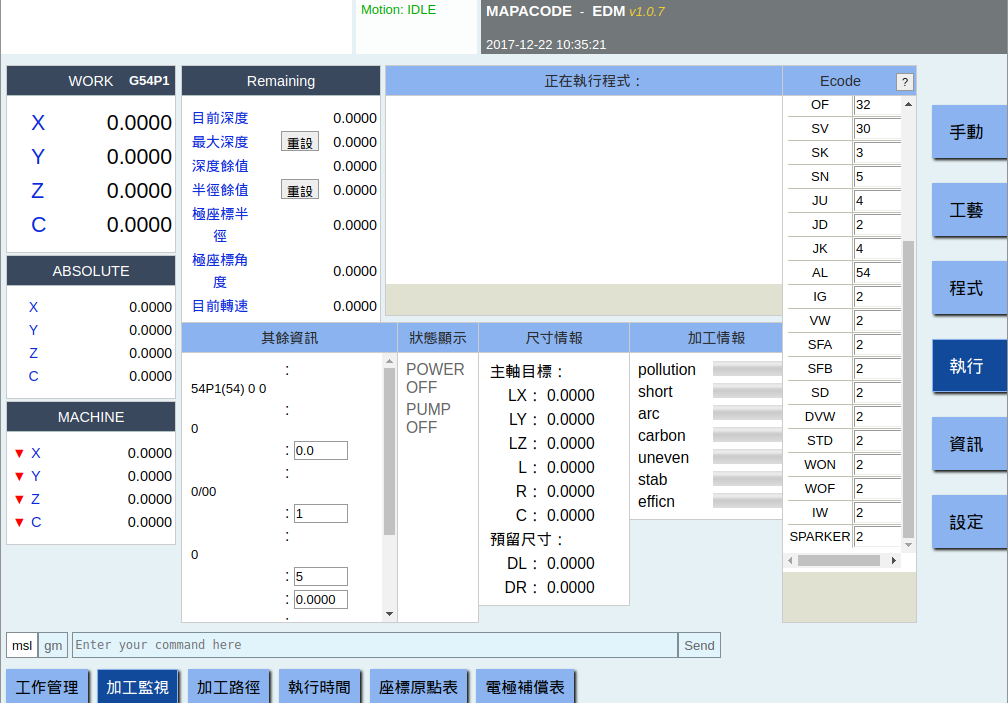 Motion: IDLE
MAPACODE - EDM v1.0.7
2017-12-22 10:35:21
WORK G54P1
X 0.0000
Y 0.0000
Z 0.0000
C 0.0000
ABSOLUTE
X 0.0000
Y 0.0000
Z 0.0000
C 0.0000
MACHINE
▼ X 0.0000
▼ Y 0.0000
▼ Z 0.0000
▼ C 0.0000
Remaining
目前深度 0.0000
最大深度 重設 0.0000
深度餘值 0.0000
半徑餘值 重設 0.0000
極座標半
徑 0.0000
極座標角
度 0.0000
目前轉速 0.0000
正在執行程式：
Ecode ?
OF 32
SV 30
SK 3
SN 5
JU 4
JD 2
JK 4
AL 54
IG 2
VW 2
SFA 2
SFB 2
SD 2
DVW 2
STD 2
WON 2
WOF 2
IW 2
SPARKER 2
其餘資訊
:
54P1(54) 0 0
:
0
: 0.0
:
0/00
: 1
:
0
: 5
: 0.0000
:
狀態顯示
POWER
OFF
PUMP
OFF
尺寸情報
主軸目標：
LX： 0.0000
LY： 0.0000
LZ： 0.0000
L： 0.0000
R： 0.0000
C： 0.0000
預留尺寸：
DL： 0.0000
DR： 0.0000
加工情報
pollution
short
arc
carbon
uneven
stab
efficn
手動
工藝
程式
執行
資訊
設定
msl gm Enter your command here Send
工作管理 加工監視 加工路徑 執行時間 座標原點表 電極補償表